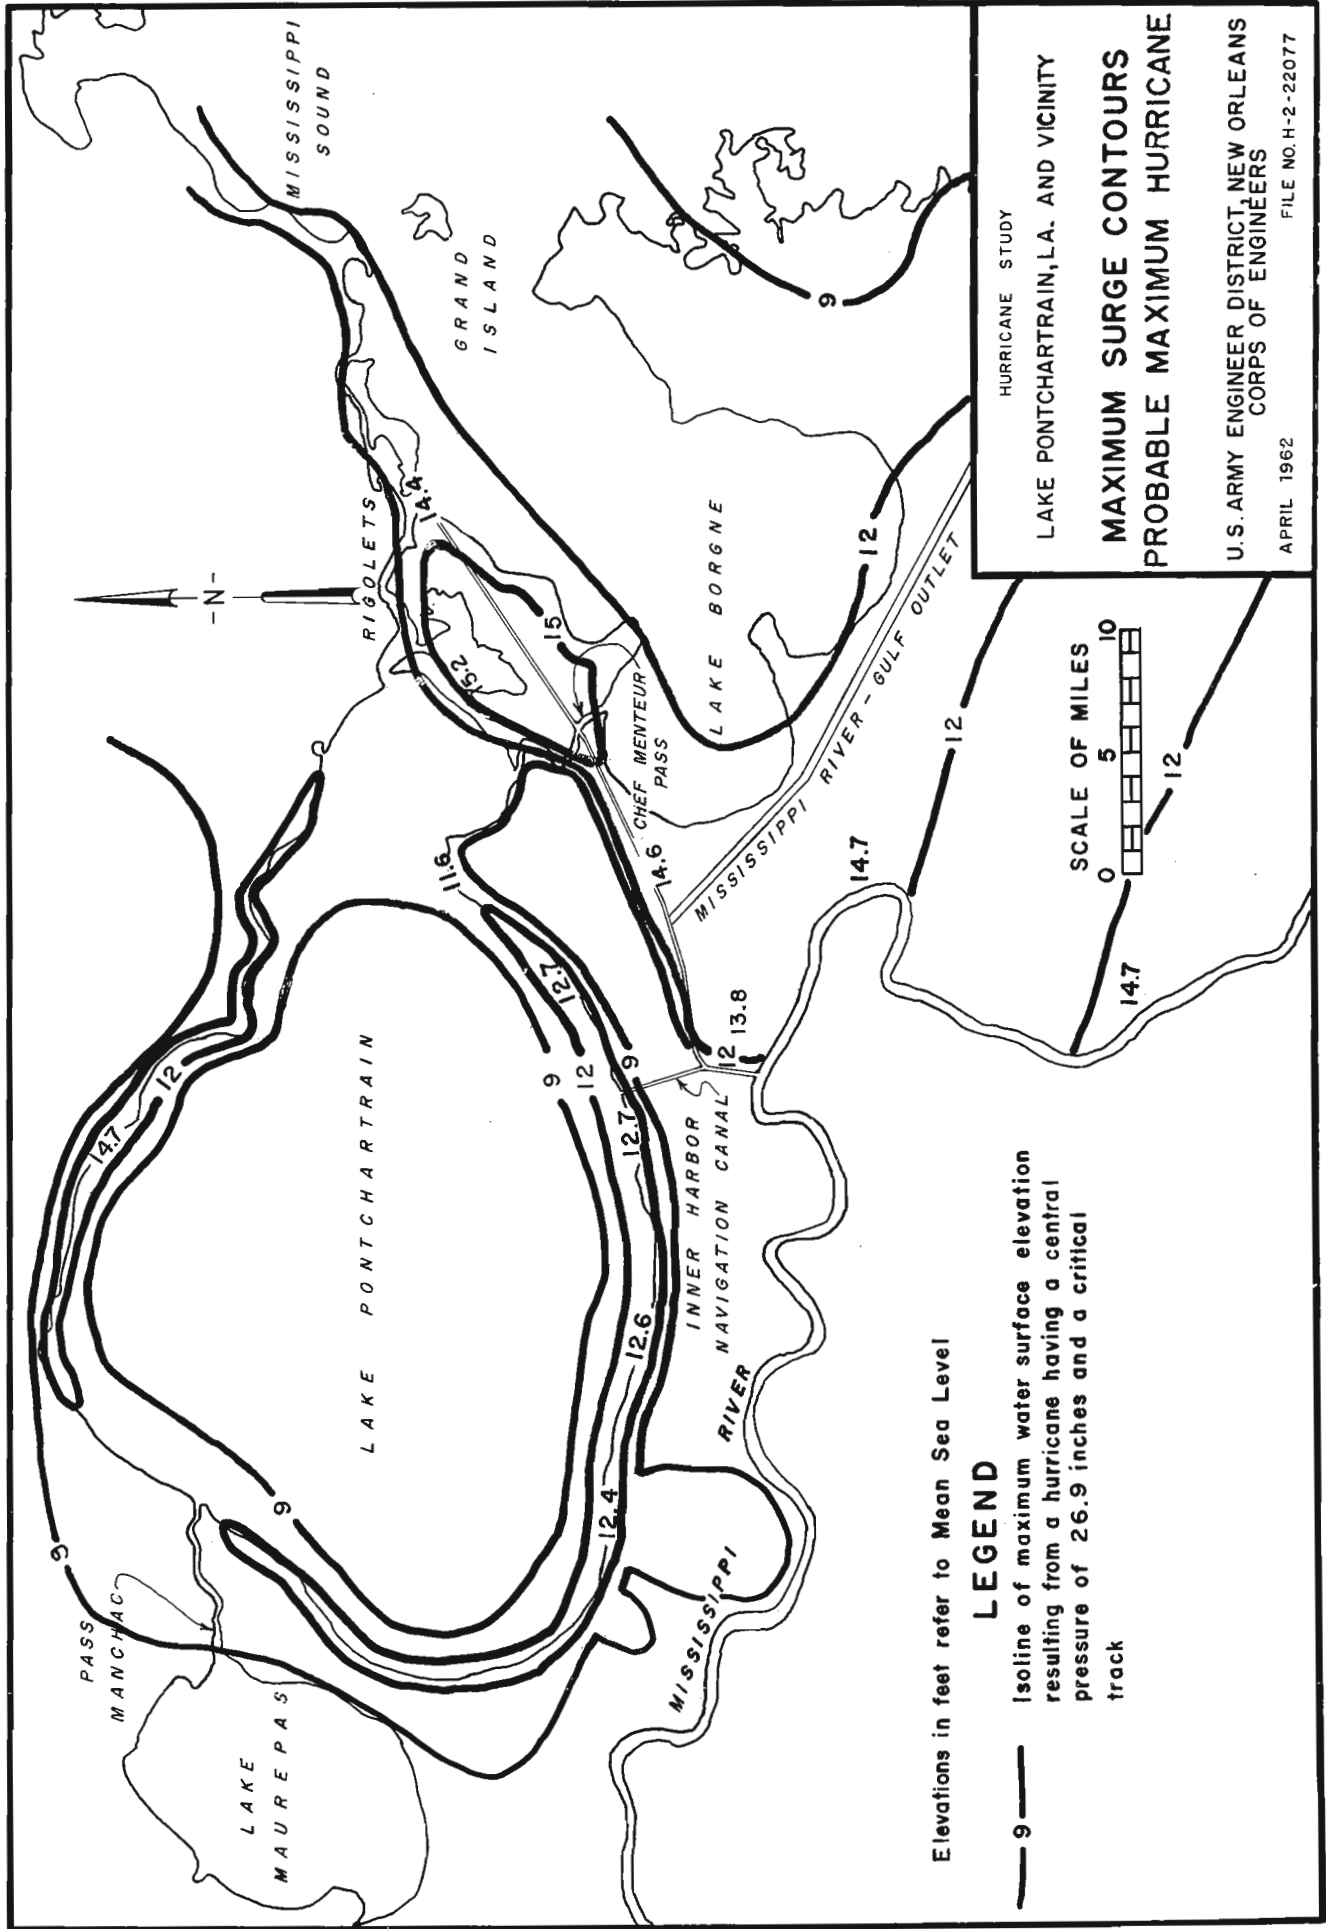 MISSISSIPPI
SOUND
GRAND
ISLAND
9
RIGOLETS
14.4
-N-
15.2
15
LAKE BORGNE
12
CHEF MENTEUR
PASS
MISSISSIPPI RIVER-GULF OUTLET
11.6
14.6
12.7
13.8
12
14.7
12
12
14.7
9
12
9
12
14.7
LAKE PONTCHARTRAIN
12.7
INNER HARBOR
NAVIGATION CANAL
12.6
12.4
9
9
PASS
MANCHAC
LAKE
MAUREPAS
MISSISSIPPI RIVER
SCALE OF MILES
0 5 10
Elevations in feet refer to Mean Sea Level
LEGEND
9 Isoline of maximum water surface elevation
resulting from a hurricane having a central
pressure of 26.9 inches and a critical
track
HURRICANE STUDY
LAKE PONTCHARTRAIN, LA. AND VICINITY
MAXIMUM SURGE CONTOURS
PROBABLE MAXIMUM HURRICANE
U.S. ARMY ENGINEER DISTRICT, NEW ORLEANS
CORPS OF ENGINEERS
APRIL 1962 FILE NO. H-2-22077